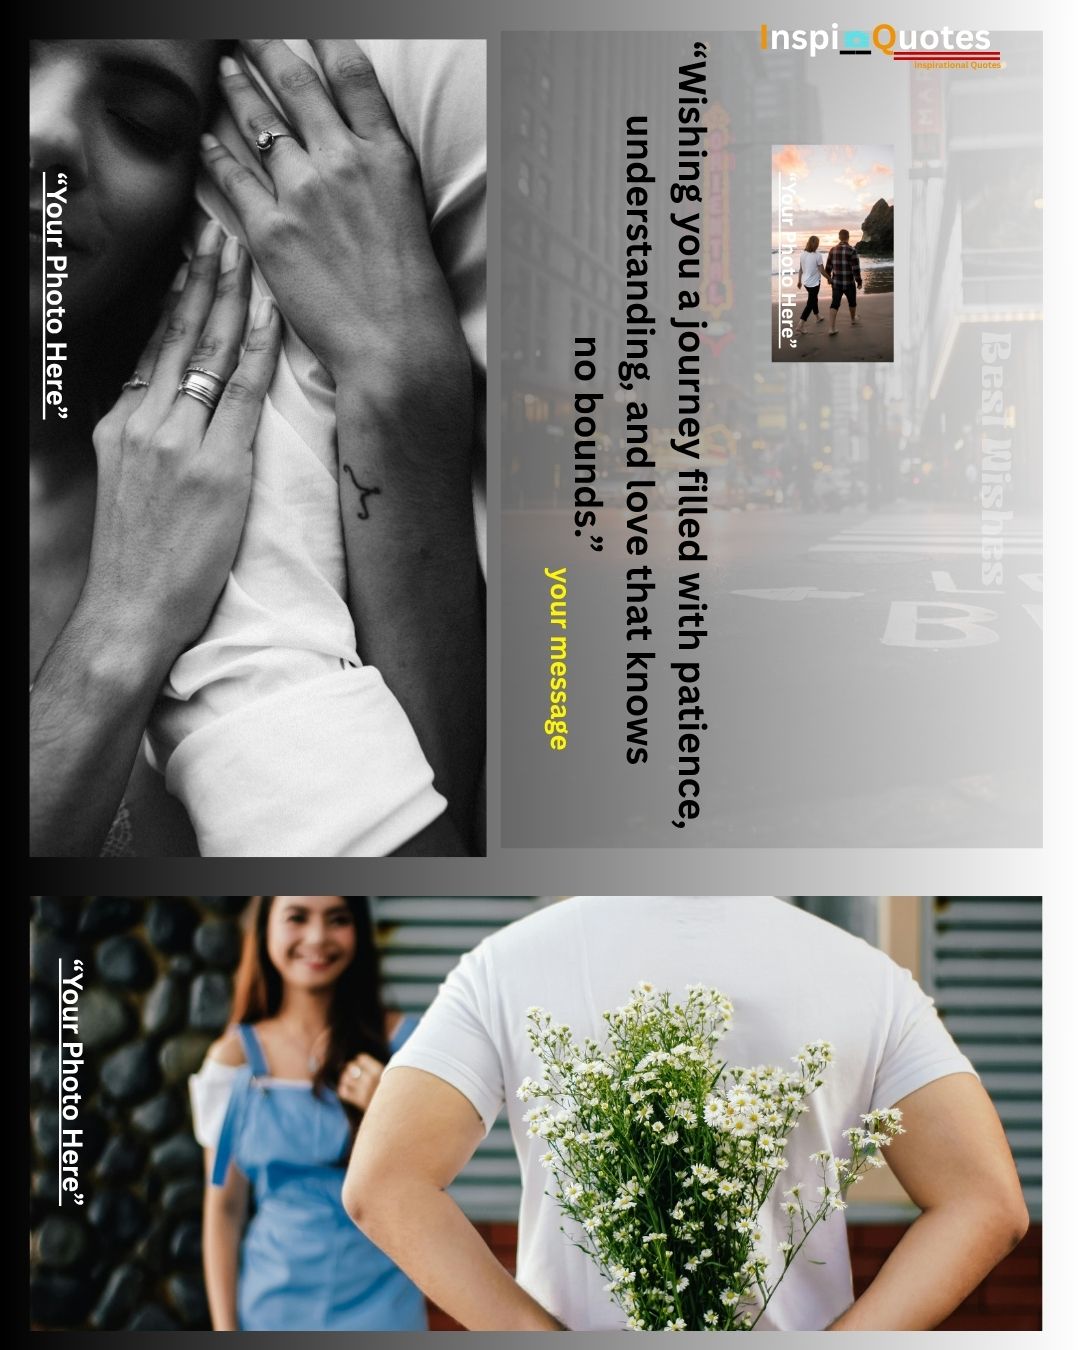 InspiroQuotes
Inspirational Quotes
Best Wishes
“Your Photo Here”
“Wishing you a journey filled with patience,
understanding, and love that knows
no bounds.”
your message
“Your Photo Here”
“Your Photo Here”